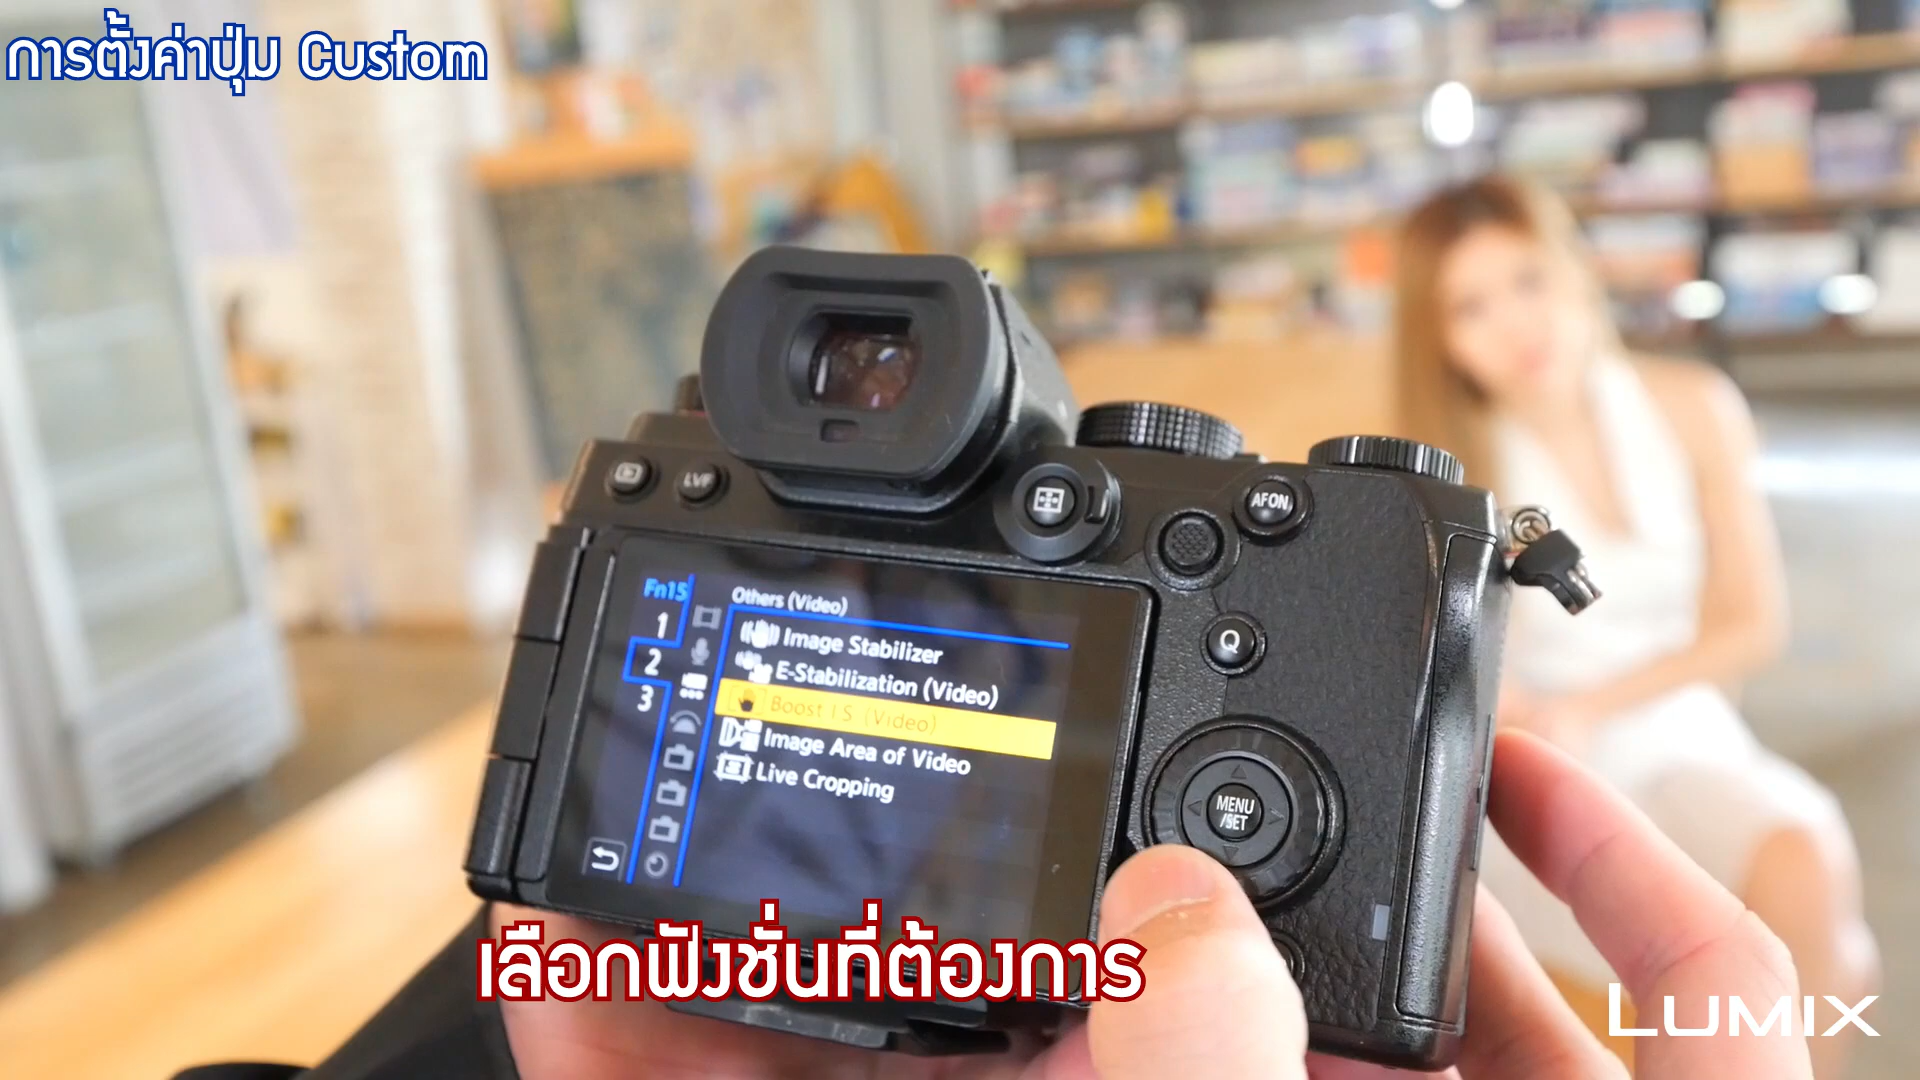 การตั้งค่าปุ่ม Custom
LVF
AF ON
Q
MENU
/SET
Fn15
Others (Video)
1
2
3
Image Stabilizer
E-Stabilization (Video)
Boost I.S. (Video)
Image Area of Video
Live Cropping
เลือกฟังชั่นที่ต้องการ
LUMIX